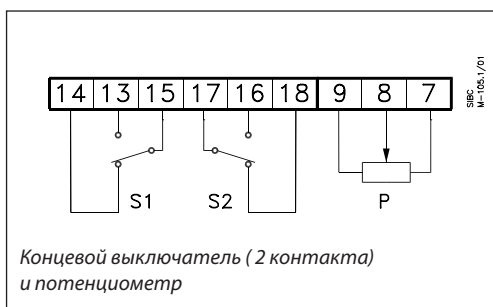 14 13 15 17 16 18 9 8 7
SIBC
M-105.1/01
S1 S2 P
Концевой выключатель ( 2 контакта)
и потенциометр